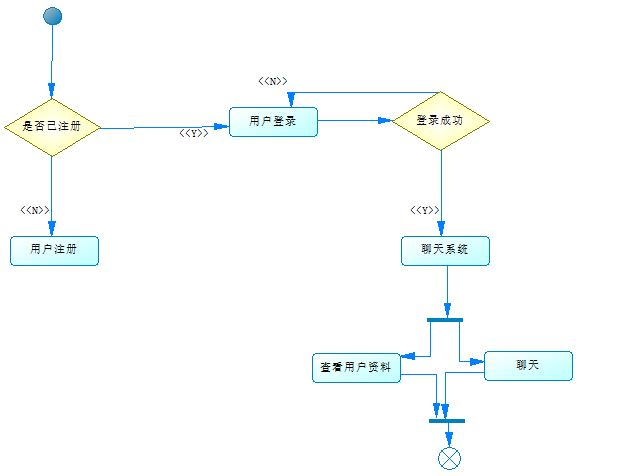 <<N>>
是否已注册
<<Y>>
用户登录
登录成功
<<N>>
<<Y>>
用户注册
聊天系统
查看用户资料
聊天